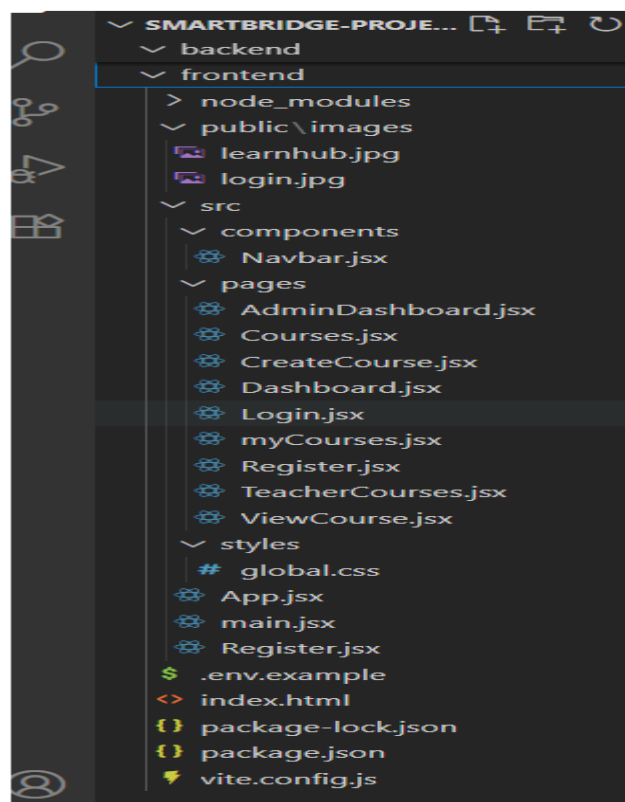 SMARTBRIDGE-PROJE...
backend
frontend
node_modules
public\images
learnhub.jpg
login.jpg
src
components
Navbar.jsx
pages
AdminDashboard.jsx
Courses.jsx
CreateCourse.jsx
Dashboard.jsx
Login.jsx
myCourses.jsx
Register.jsx
TeacherCourses.jsx
ViewCourse.jsx
styles
# global.css
App.jsx
main.jsx
Register.jsx
$ .env.example
<> index.html
{} package-lock.json
{} package.json
vite.config.js